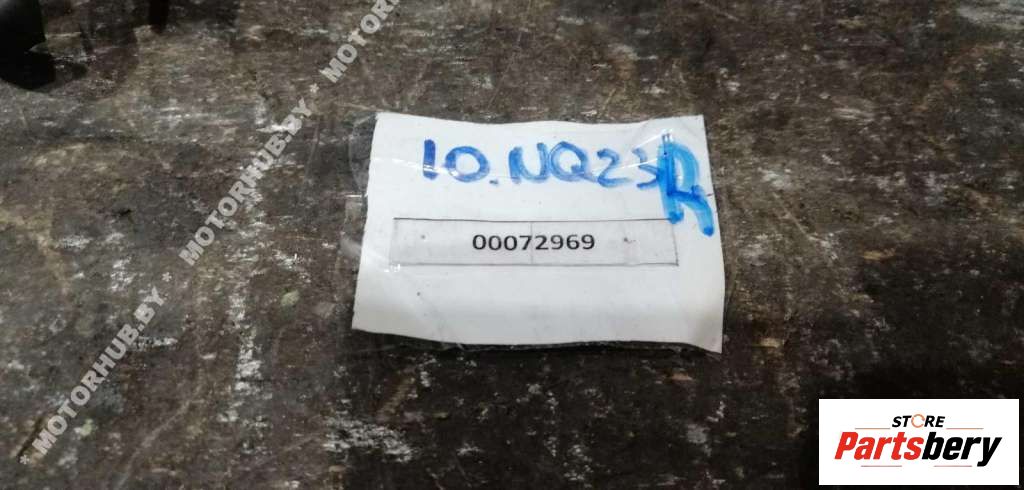 * MOTORHUB.BY * MOTORHUB.BY * MOTORHUB.BY
10.NQ23 R
00072969
STORE
Partsbery